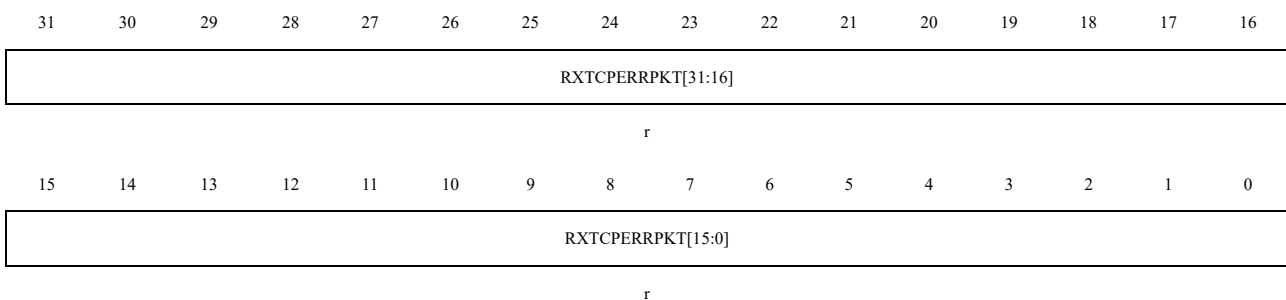 31 30 29 28 27 26 25 24 23 22 21 20 19 18 17 16
RXTCPERRPKT[31:16]
r
15 14 13 12 11 10 9 8 7 6 5 4 3 2 1 0
RXTCPERRPKT[15:0]
r